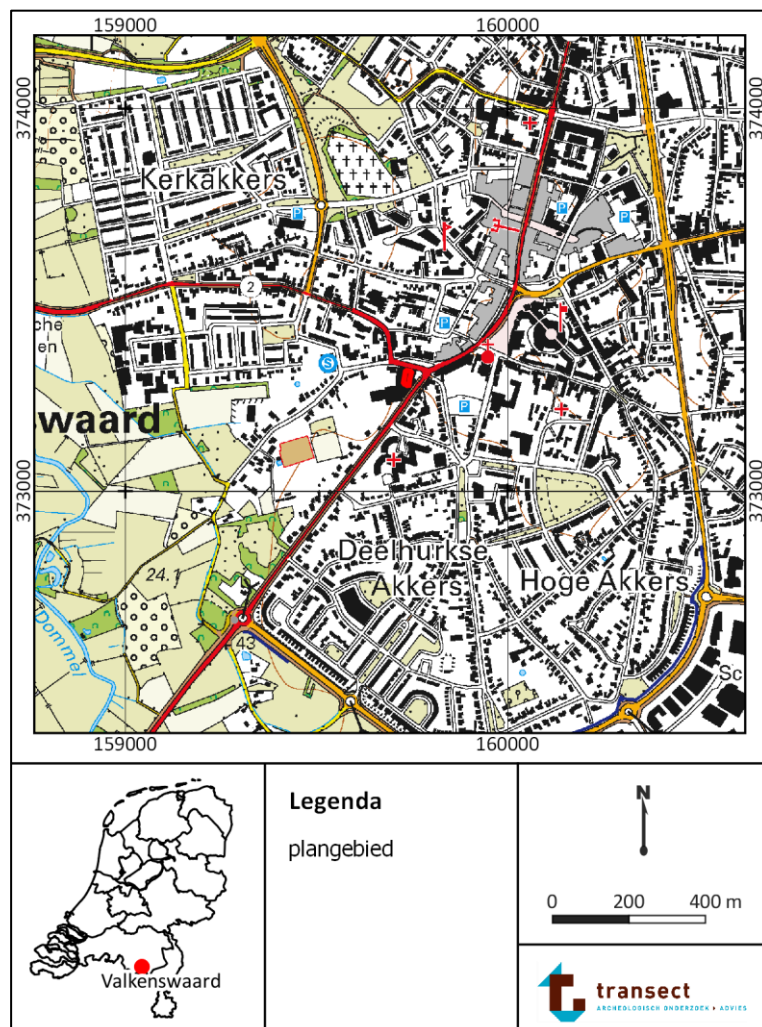 159000
160000
374000
374000
Kerkakkers
P
P
P
2
che
en
P
S
waard
P
373000
373000
Deelhurkse
Akkers
Hoge Akkers
24.1
Dommel
43
Sc
159000
160000
Legenda
plangebied
Valkenswaard
N
0 200 400 m
transect
ARCHEOLOGISCH ONDERZOEK ADVIES